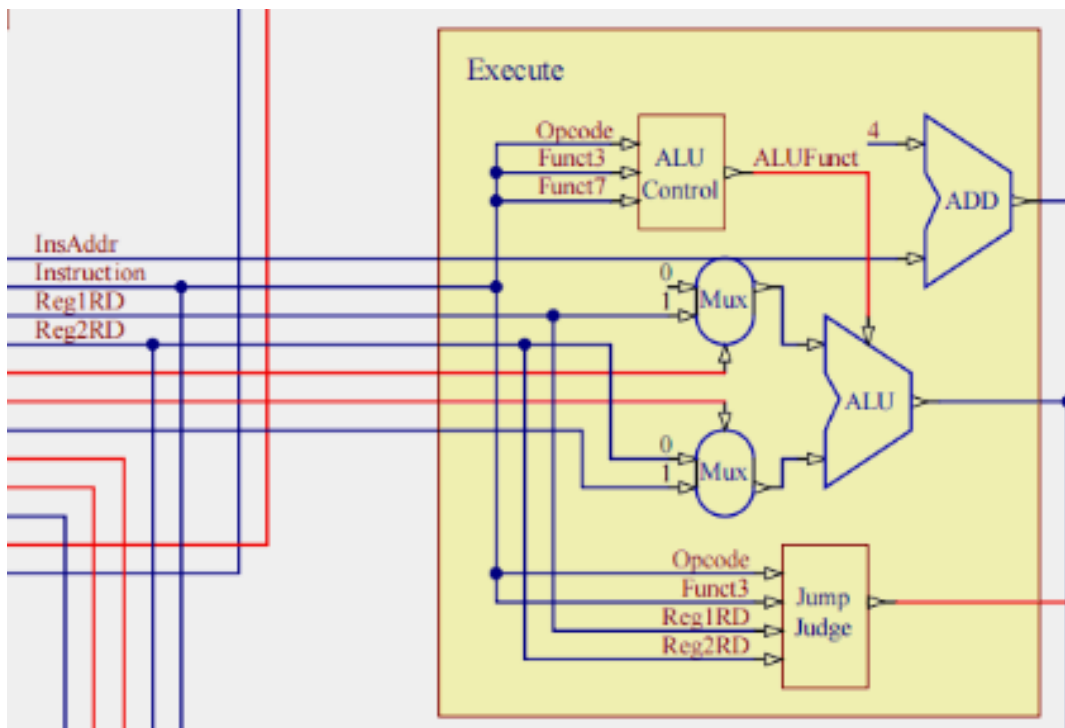 Execute
Opcode
Funct3
Funct7
ALU
Control
ALUFunct
4
ADD
InsAddr
Instruction
Reg1RD
Reg2RD
0
1
Mux
ALU
0
1
Mux
Opcode
Funct3
Reg1RD
Reg2RD
Jump
Judge